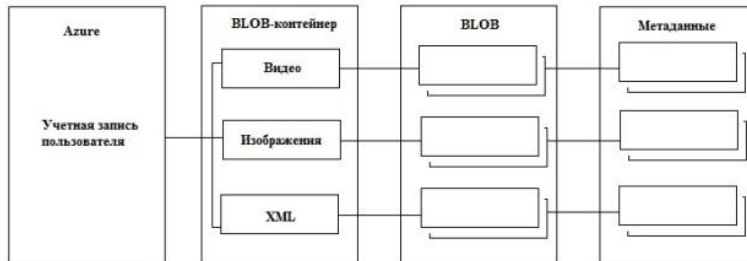 Azure
BLOB-контейнер
BLOB
Метаданные
Видео
Учетная запись
пользователя
Изображения
XML